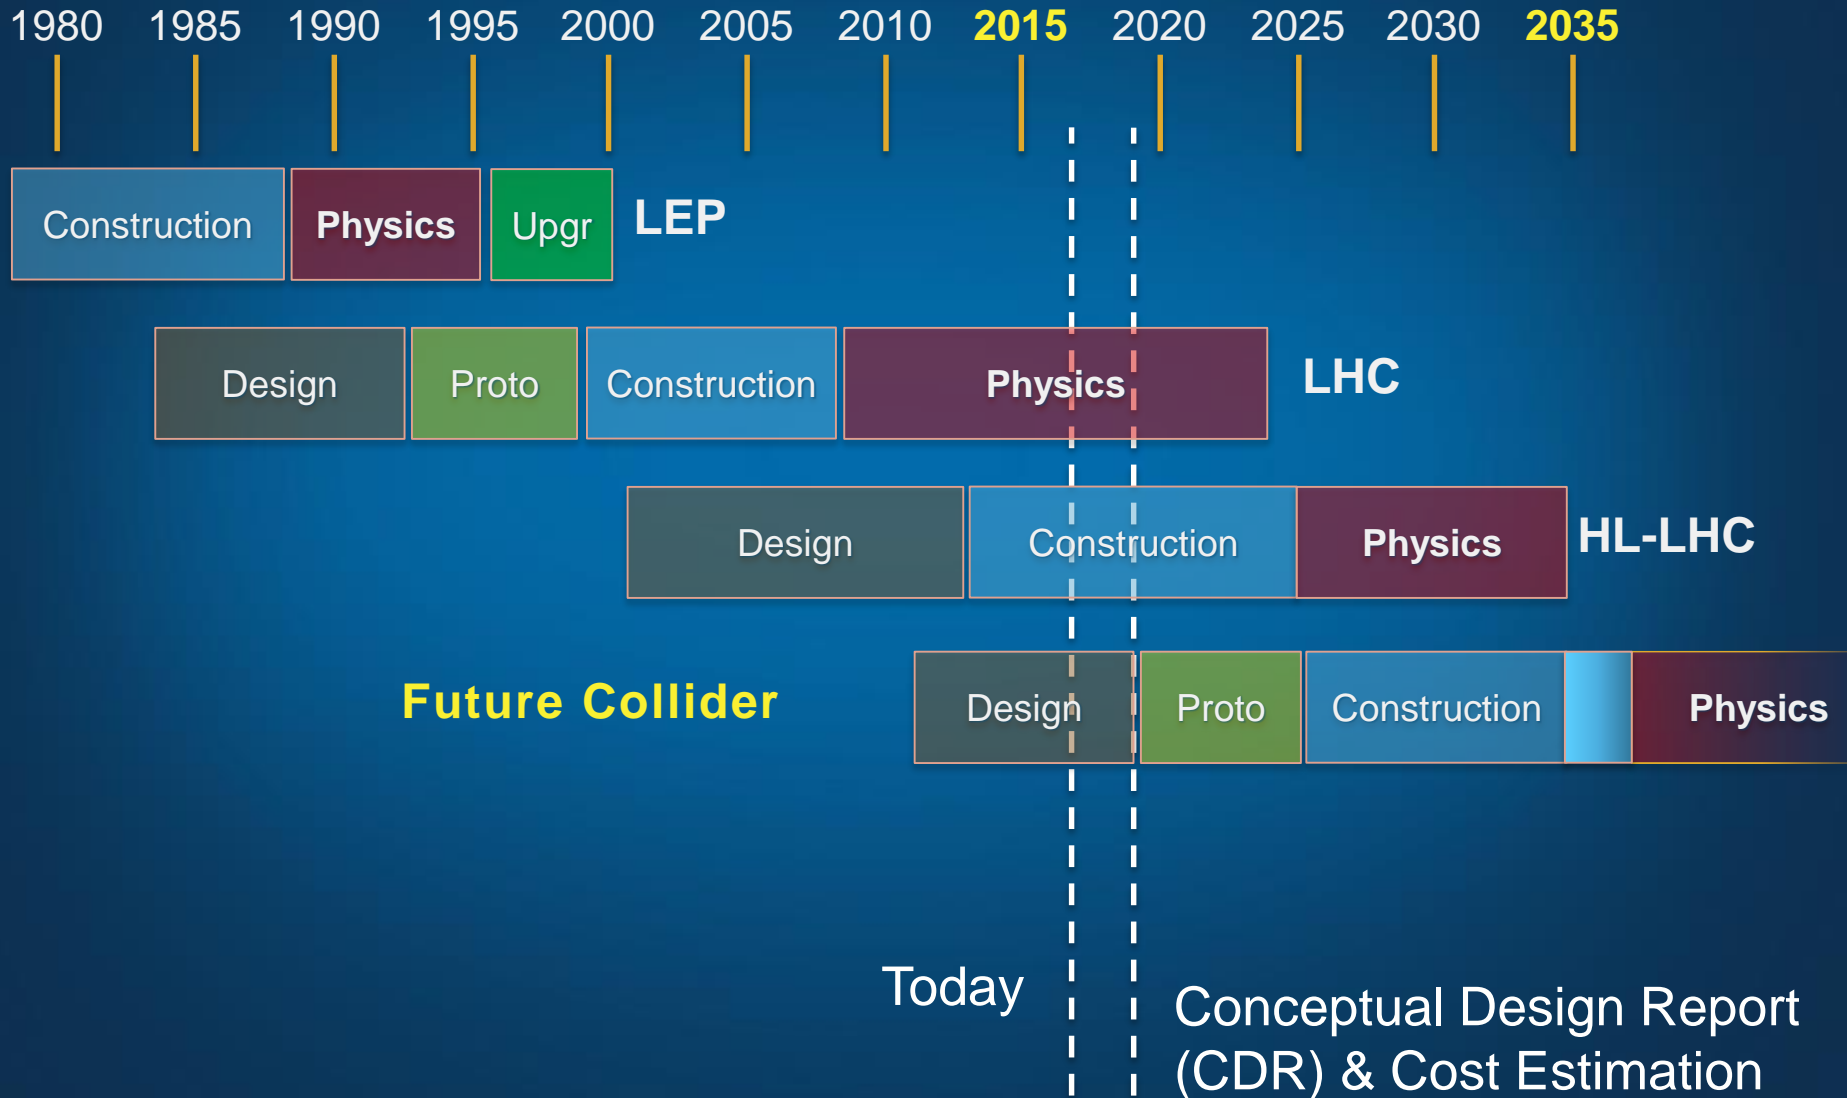 1980 1985 1990 1995 2000 2005 2010 2015 2020 2025 2030 2035
Construction Physics Upgr LEP
Design Proto Construction Physics LHC
Design Construction Physics HL-LHC
Future Collider Design Proto Construction Physics
Today
Conceptual Design Report
(CDR) & Cost Estimation